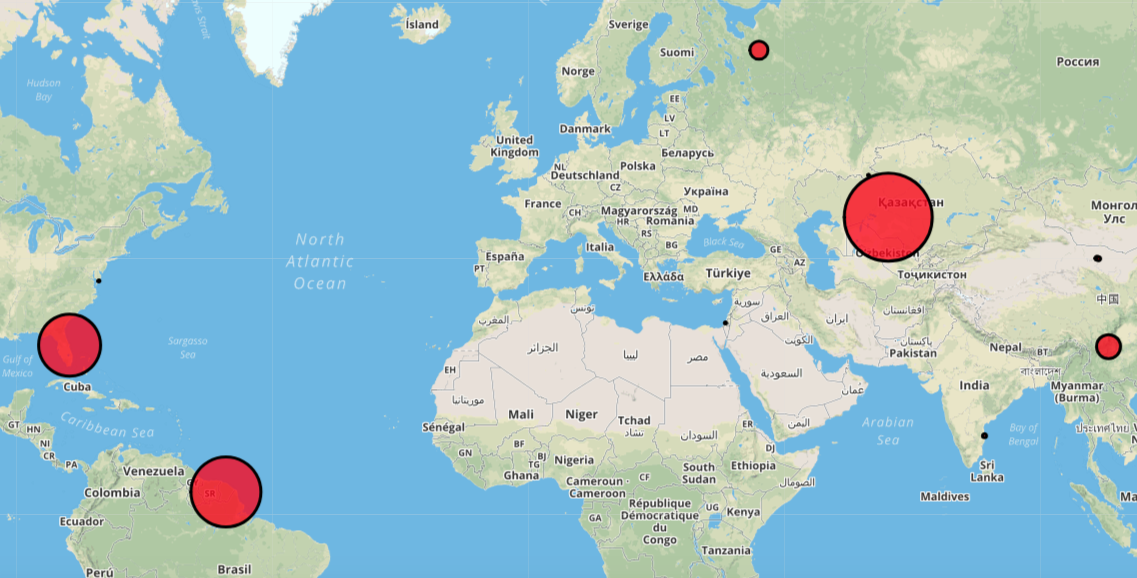 Ísland
Sverige
Suomi
Norge
Россия
Hudson
Bay
EE
LV
LT
Danmark
United
Kingdom
Беларусь
NL
Polska
Deutschland
CZ
Україна
France
CH
Magyarország
MD
HR
Romania
RS
BG
Italia
España
PT
Ελλάδα
Türkiye
Black Sea
GE
AZ
Қазақстан
Oʻzbekistan
Тоҷикистон
Монгол
Улс
中国
North
Atlantic
Ocean
Sargasso
Sea
Gulf of
Mexico
Cuba
Caribbean Sea
GT
HN
NI
CR
PA
Venezuela
Colombia
SR
Ecuador
Perú
Brasil
المغرب
تونس
الجزائر
ليبيا
مصر
سوريا
العراق
ایران
الكويت
السعودية
عُمان
اليمن
افغانستان
پاکستان
Pakistan
Nepal
BT
বাংলাদেশ
India
Myanmar
(Burma)
ประเทศไทย
Arabian
Sea
Bay of
Bengal
Sri
Lanka
Maldives
EH
موريتانيا
Mali
Niger
Tchad
تشاد
السودان
ER
DJ
Sénégal
GN
BF
BJ
TG
Ghana
Nigeria
Cameroun -
Cameroon
CF
South
Sudan
Ethiopia
الصومال
GA
République
Démocratique
du
Congo
UG
Kenya
Tanzania